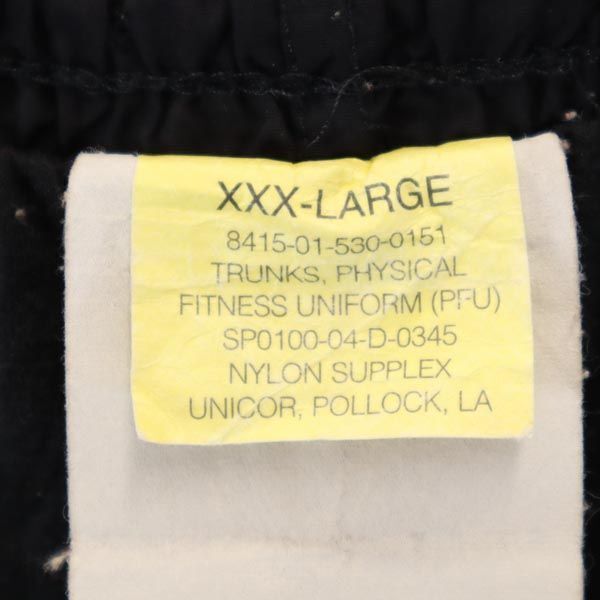 XXX-LARGE
8415-01-530-0151
TRUNKS, PHYSICAL
FITNESS UNIFORM (PFU)
SP0100-04-D-0345
NYLON SUPPLEX
UNICOR, POLLOCK, LA